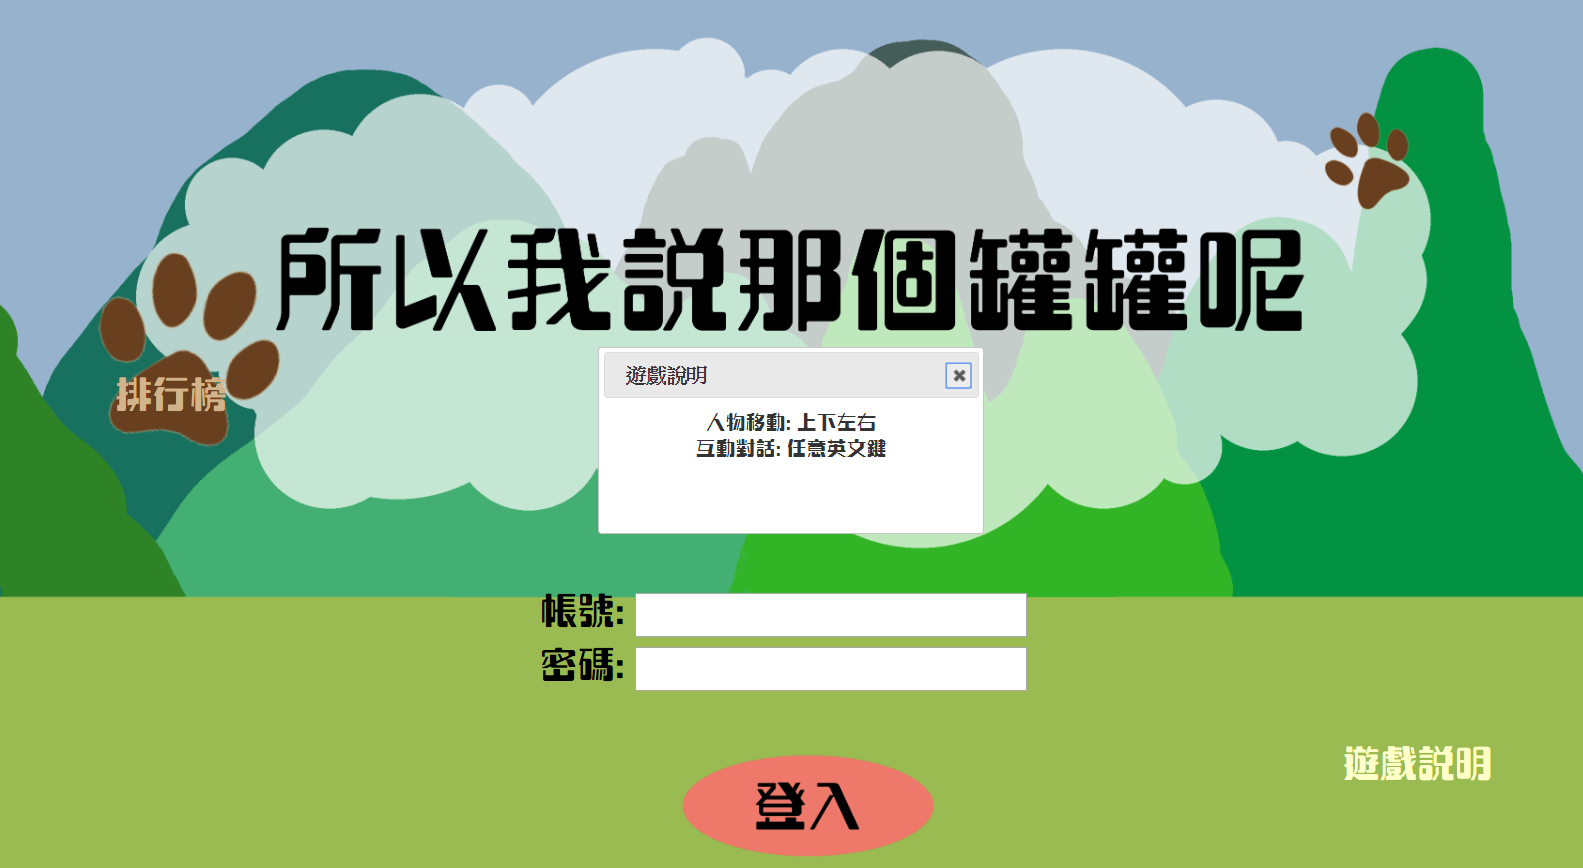 所以我說那個罐罐呢
遊戲說明
排行榜
人物移動: 上下左右
互動對話: 任意英文鍵
帳號:
密碼:
遊戲說明
登入